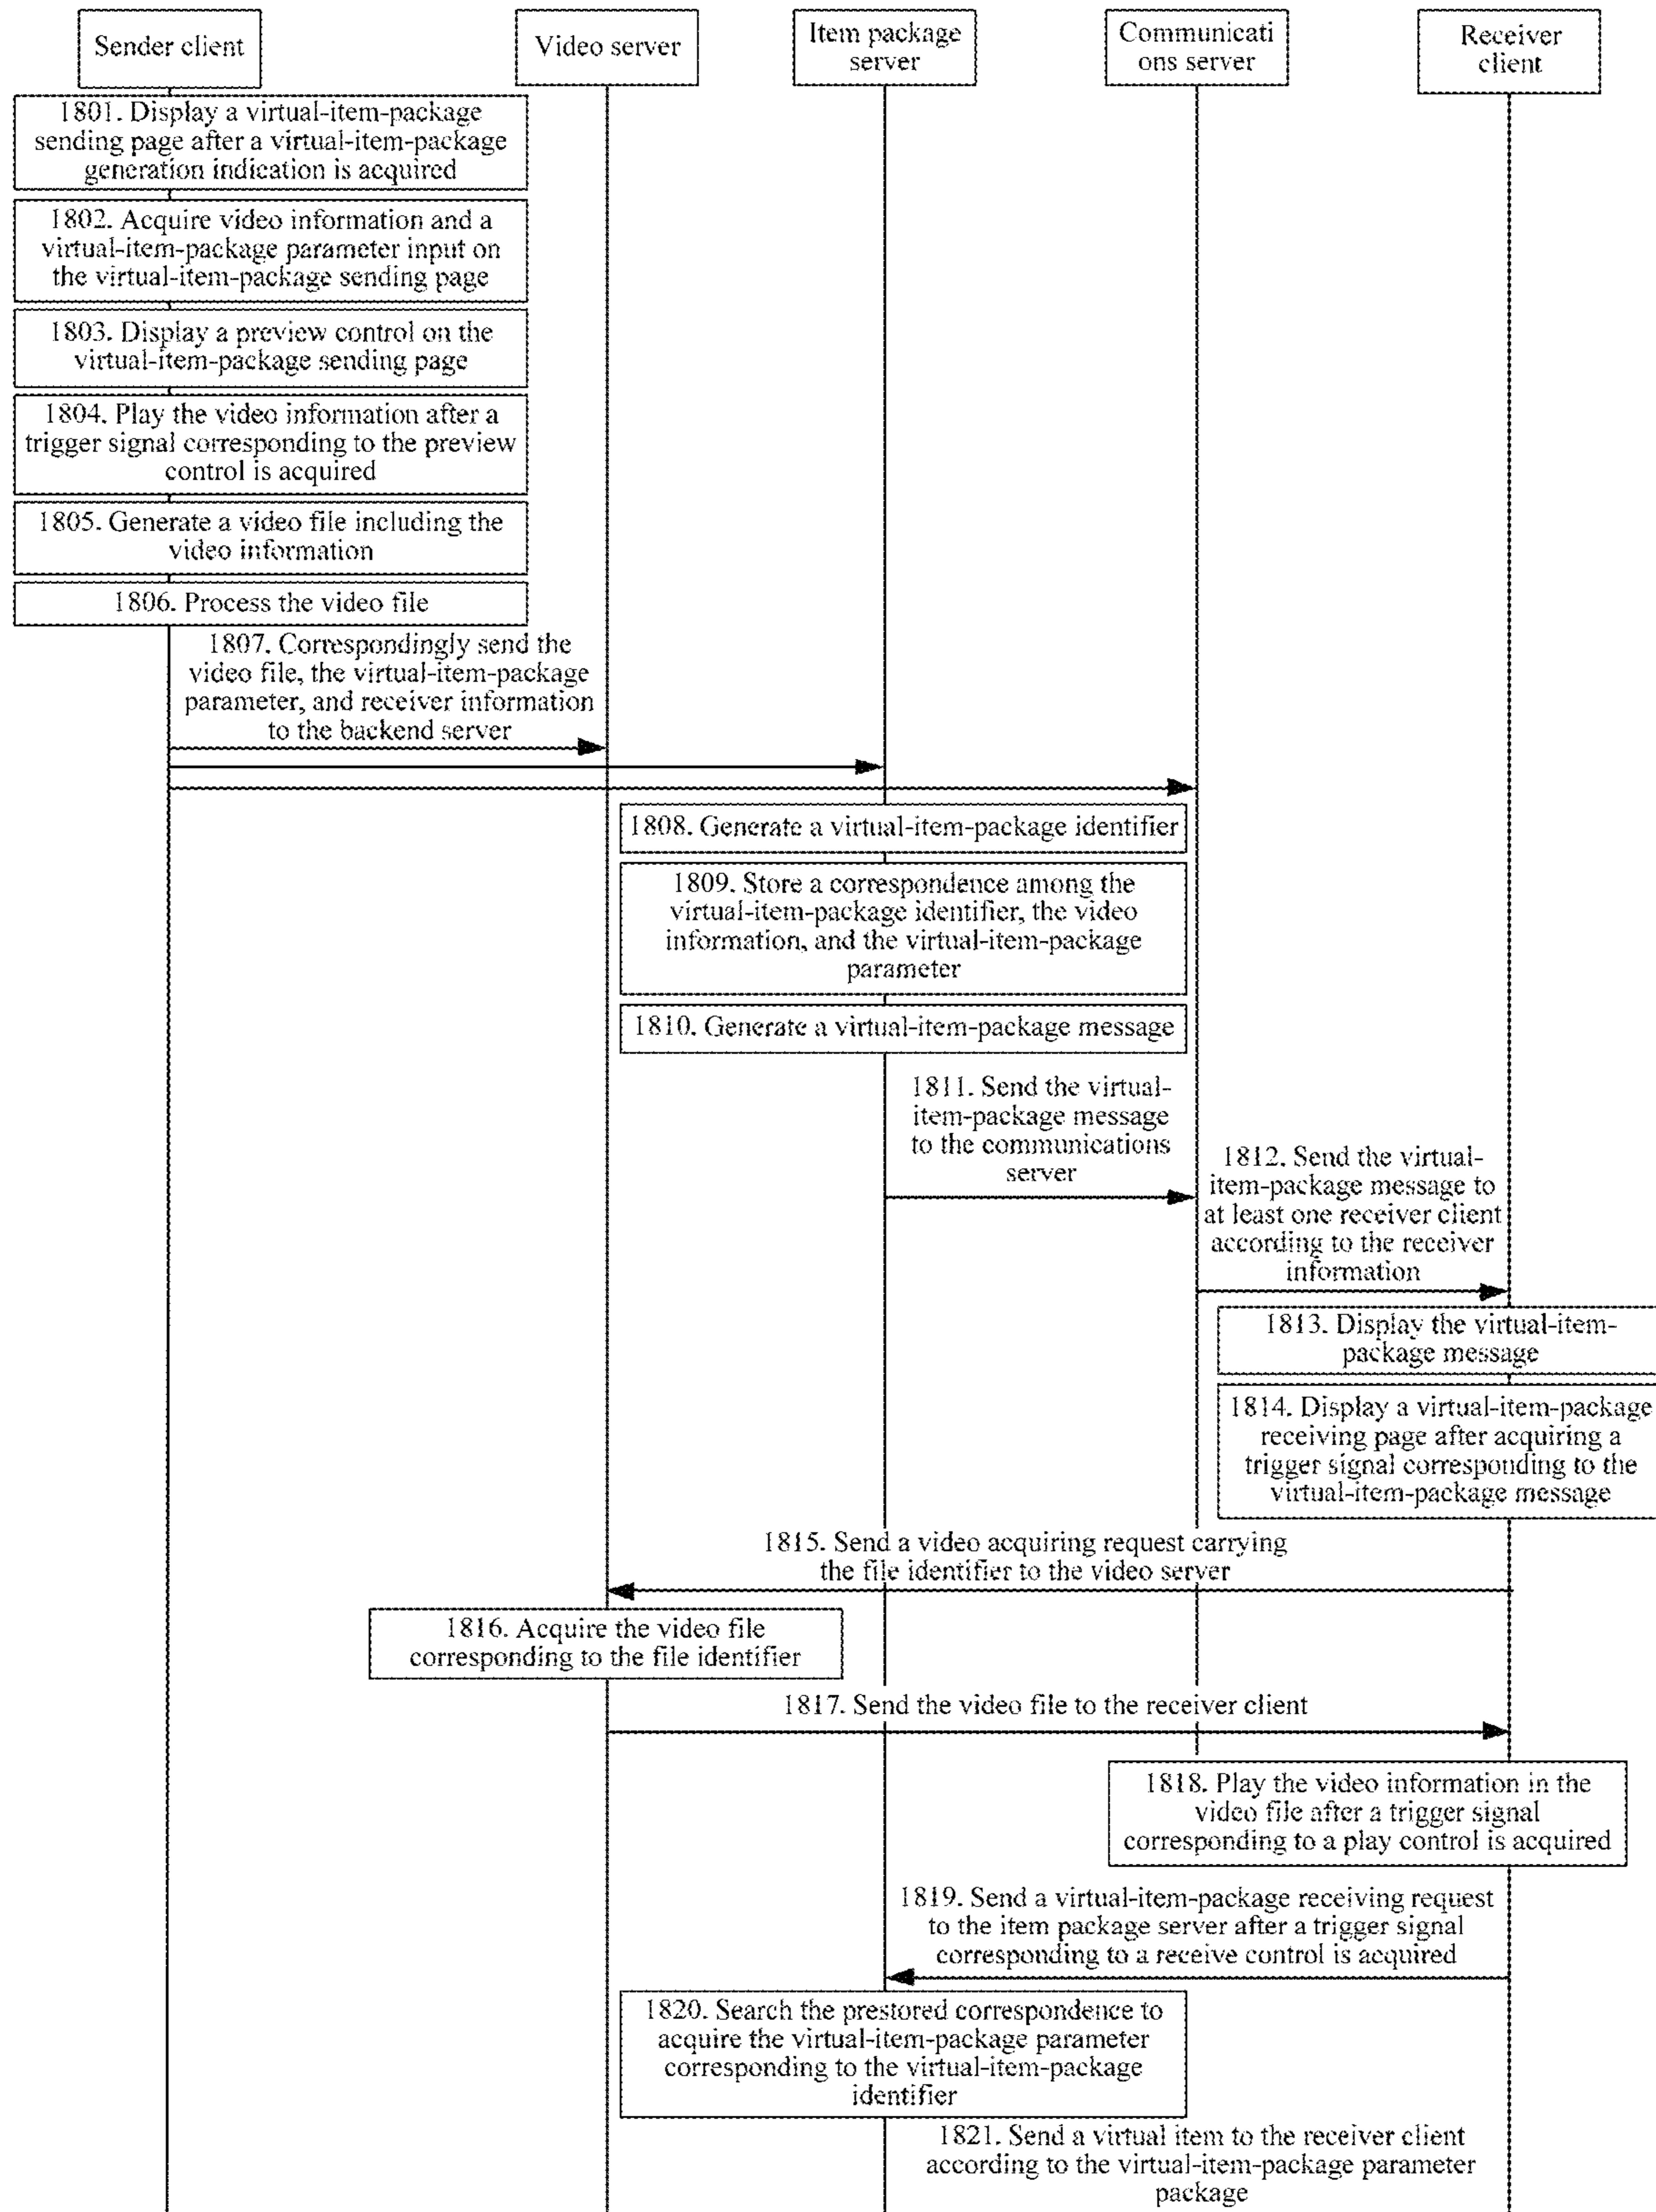 Sender client
Video server
Item package
server
Communicati
ons server
Receiver
client
1801. Display a virtual-item-package
sending page after a virtual-item-package
generation indication is acquired
1802. Acquire video information and a
virtual-item-package parameter input on
the virtual-item-package sending page
1803. Display a preview control on the
virtual-item-package sending page
1804. Play the video information after a
trigger signal corresponding to the preview
control is acquired
1805. Generate a video file including the
video information
1806. Process the video file
1807. Correspondingly send the
video file, the virtual-item-package
parameter, and receiver information
to the backend server
1808. Generate a virtual-item-package identifier
1809. Store a correspondence among the
virtual-item-package identifier, the video
information, and the virtual-item-package
parameter
1810. Generate a virtual-item-package message
1811. Send the virtual-
item-package message
to the communications
server
1812. Send the virtual-
item-package message to
at least one receiver client
according to the receiver
information
1813. Display the virtual-item-
package message
1814. Display a virtual-item-package
receiving page after acquiring a
trigger signal corresponding to the
virtual-item-package message
1815. Send a video acquiring request carrying
the file identifier to the video server
1816. Acquire the video file
corresponding to the file identifier
1817. Send the video file to the receiver client
1818. Play the video information in the
video file after a trigger signal
corresponding to a play control is acquired
1819. Send a virtual-item-package receiving request
to the item package server after a trigger signal
corresponding to a receive control is acquired
1820. Search the prestored correspondence to
acquire the virtual-item-package parameter
corresponding to the virtual-item-package
identifier
1821. Send a virtual item to the receiver client
according to the virtual-item-package parameter
package